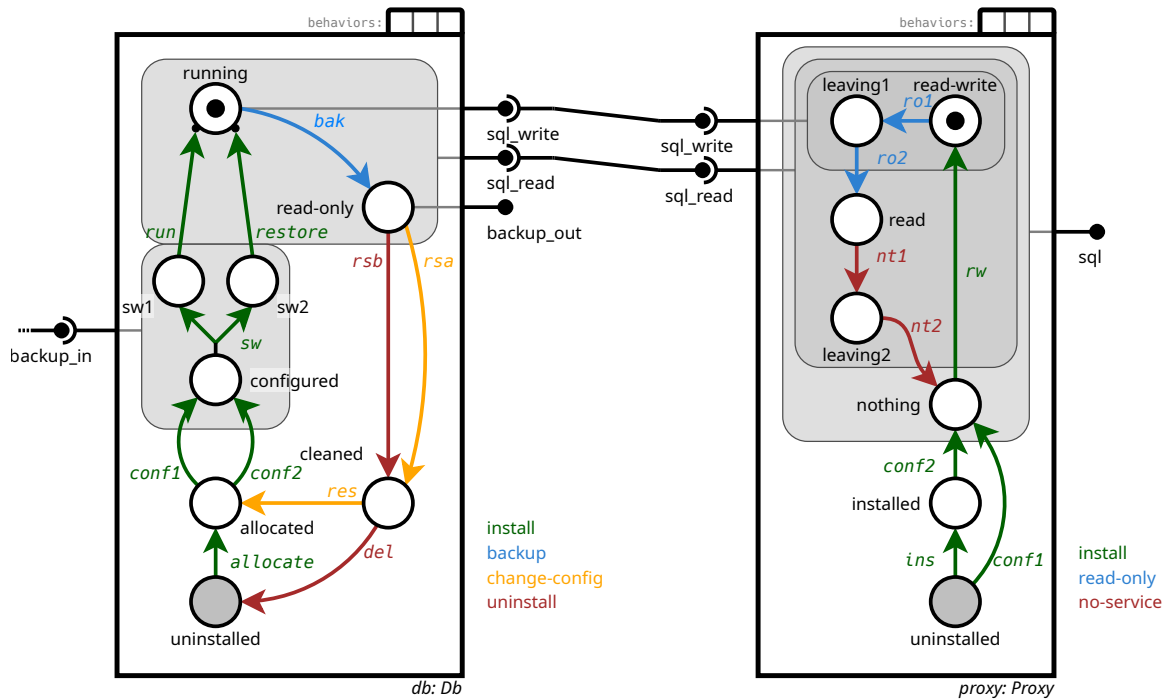 behaviors:
behaviors:
running
leaving1
read-write
ro1
bak
sql_write
sql_write
ro2
sql_read
sql_read
read-only
read
backup_out
run
restore
rsb
rsa
nt1
sql
rw
sw1
sw2
nt2
backup_in
sw
leaving2
configured
nothing
cleaned
conf1
conf2
conf2
res
installed
allocated
install
install
backup
del
allocate
ins
conf1
change-config
read-only
uninstall
no-service
uninstalled
uninstalled
db: Db
proxy: Proxy